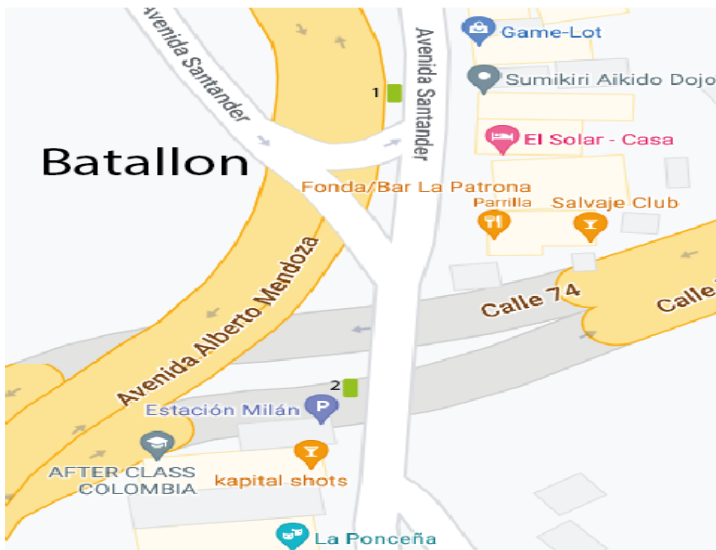 Avenida Santander
Avenida Santander
Game-Lot
Sumikiri Aikido Dojo
1
El Solar - Casa
Batallon
Fonda/Bar La Patrona
Parrilla
Salvaje Club
Avenida Alberto Mendoza
Calle 74
Calle
2
Estación Milán
P
AFTER CLASS
COLOMBIA
kapital shots
La Ponceña